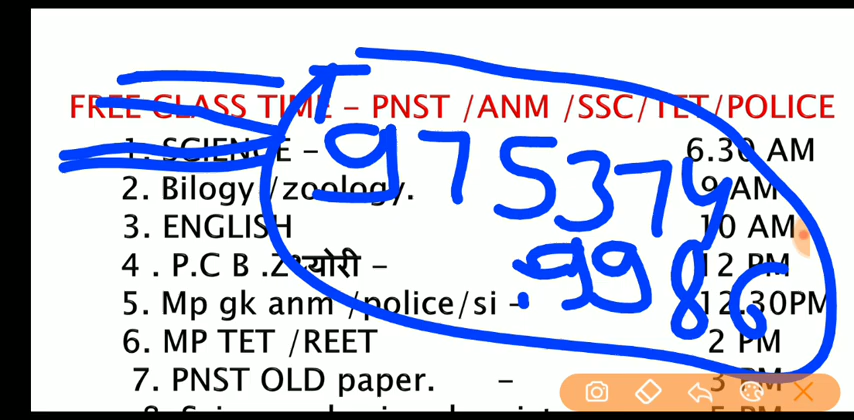 FREE CLASS TIME – PNST /ANM /SSC/TET/POLICE
1. SCIENCE – 6.30 AM
2. Bilogy /zoology. 9 AM
3. ENGLISH 10 AM
4 . P.C B .Z थ्योरी – 12 PM
5. Mp gk anm /police/si – 12.30PM
6. MP TET /REET 2 PM
7. PNST OLD paper. – 3 PM
975374
9986